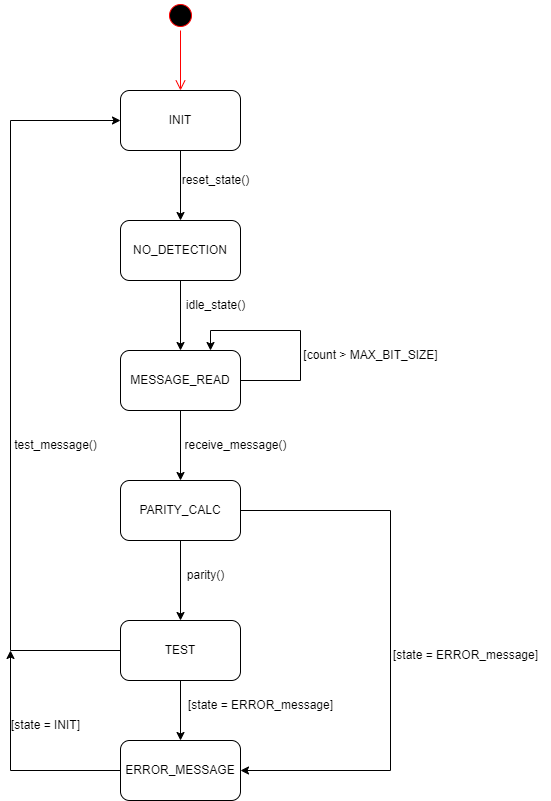 INIT
reset_state()
NO_DETECTION
idle_state()
[count > MAX_BIT_SIZE]
MESSAGE_READ
test_message()
receive_message()
PARITY_CALC
parity()
TEST
[state = ERROR_message]
[state = ERROR_message]
[state = INIT]
ERROR_MESSAGE